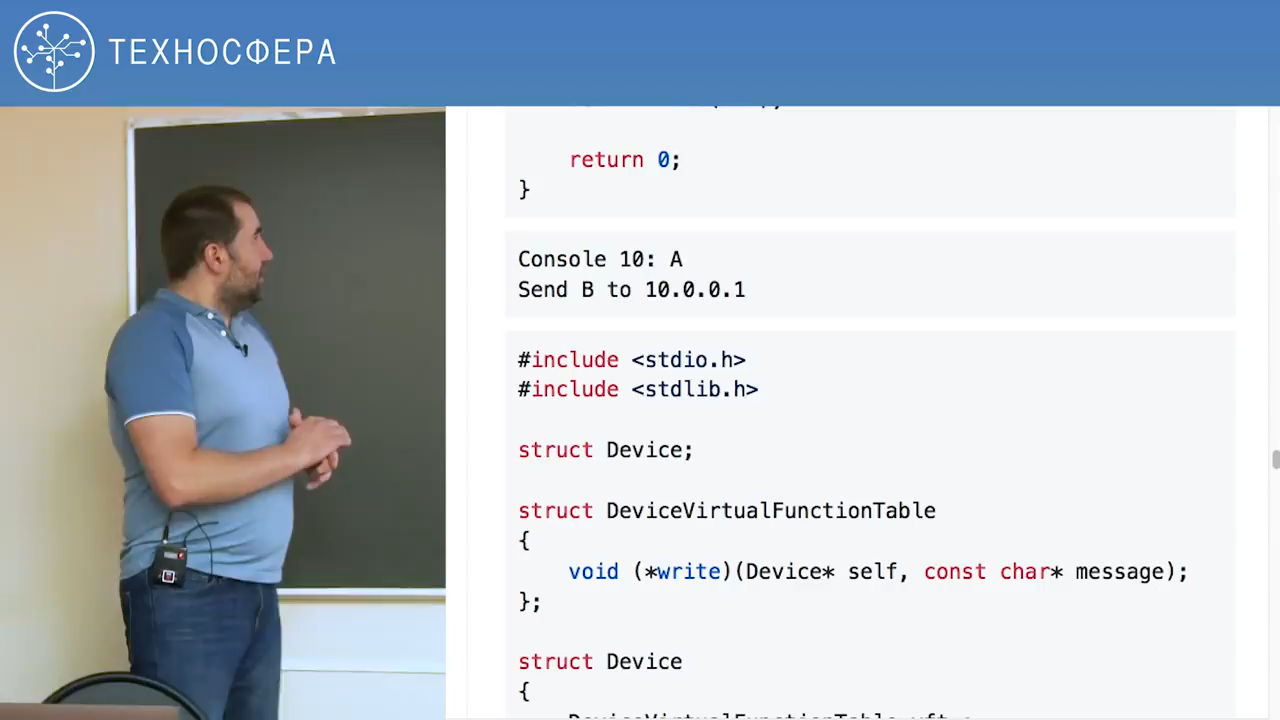 ТЕХНОСФЕРА
return 0;
}
Console 10: A
Send B to 10.0.0.1
#include <stdio.h>
#include <stdlib.h>
struct Device;
struct DeviceVirtualFunctionTable
{
void (*write)(Device* self, const char* message);
};
struct Device
{